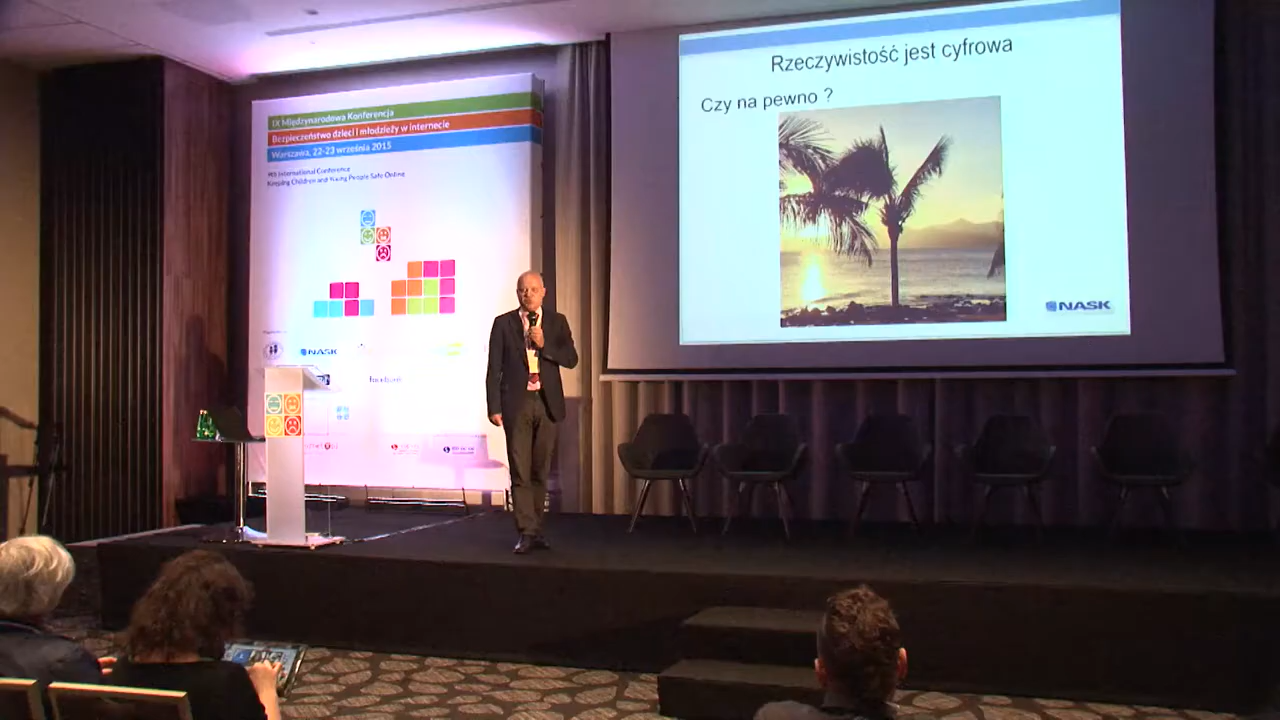 IX Międzynarodowa Konferencja
Bezpieczeństwo dzieci i młodzieży w internecie
Warszawa, 22-23 września 2015
9th International Conference
Keeping Children and Young People Safe Online
NASK
facebook
Rzeczywistość jest cyfrowa
Czy na pewno ?
NASK